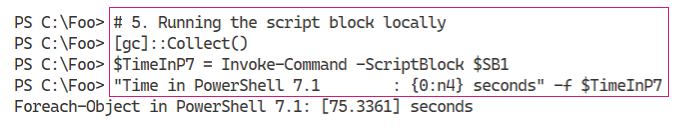 PS C:\Foo> # 5. Running the script block locally
PS C:\Foo> [gc]::Collect()
PS C:\Foo> $TimeInP7 = Invoke-Command -ScriptBlock $SB1
PS C:\Foo> "Time in PowerShell 7.1        : {0:n4} seconds" -f $TimeInP7
Foreach-Object in PowerShell 7.1: [75.3361] seconds